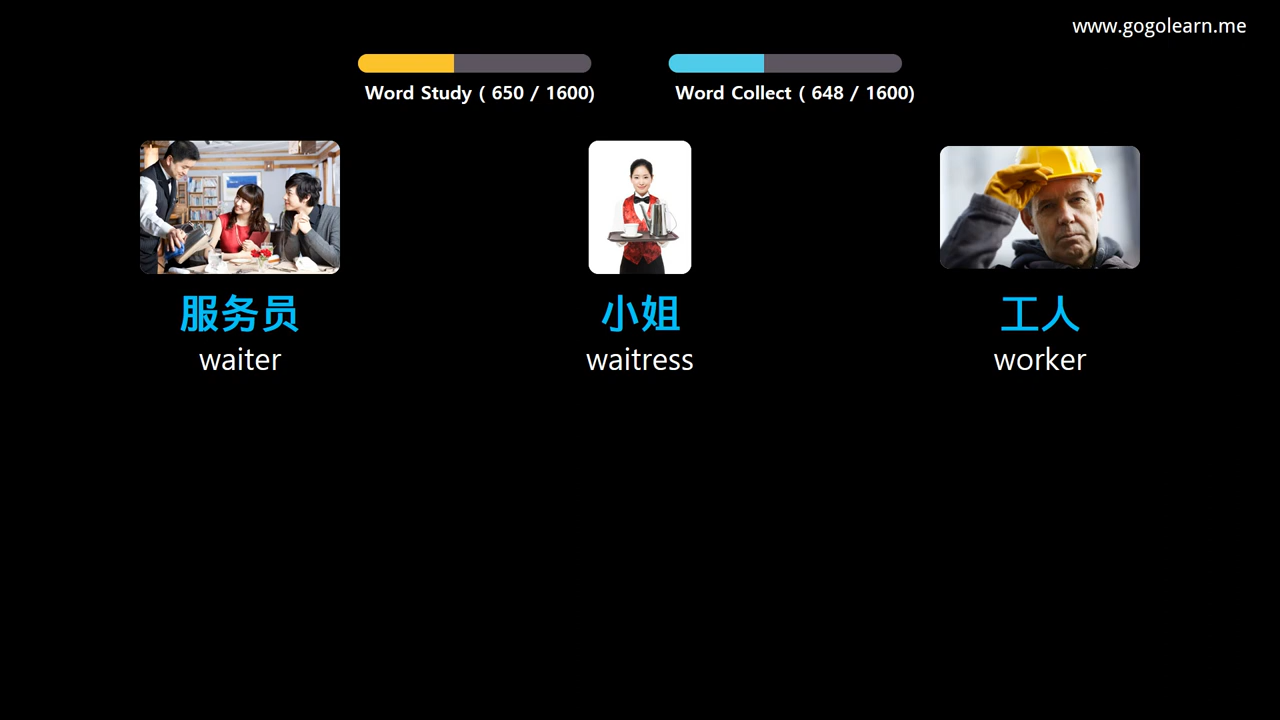 www.gogolearn.me
Word Study ( 650 / 1600)
Word Collect ( 648 / 1600)
服务员
waiter
小姐
waitress
工人
worker